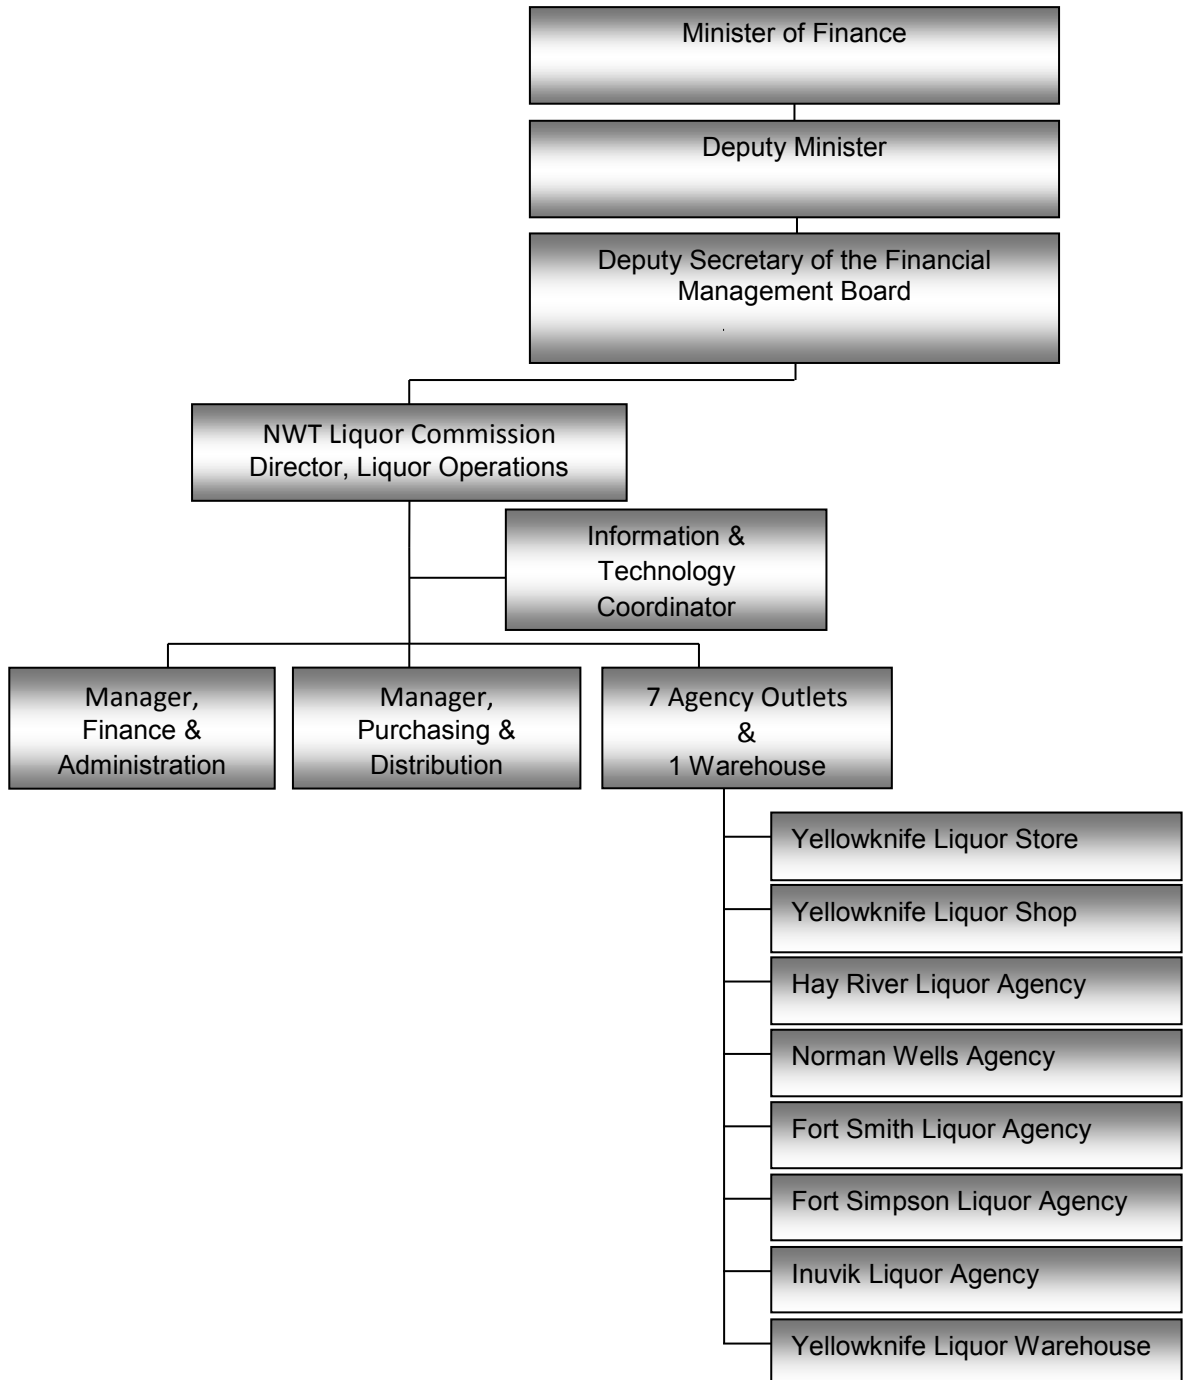 Minister of Finance
Deputy Minister
Deputy Secretary of the Financial
Management Board
NWT Liquor Commission
Director, Liquor Operations
Information &
Technology
Coordinator
Manager,
Finance &
Administration
Manager,
Purchasing &
Distribution
7 Agency Outlets
&
1 Warehouse
Yellowknife Liquor Store
Yellowknife Liquor Shop
Hay River Liquor Agency
Norman Wells Agency
Fort Smith Liquor Agency
Fort Simpson Liquor Agency
Inuvik Liquor Agency
Yellowknife Liquor Warehouse